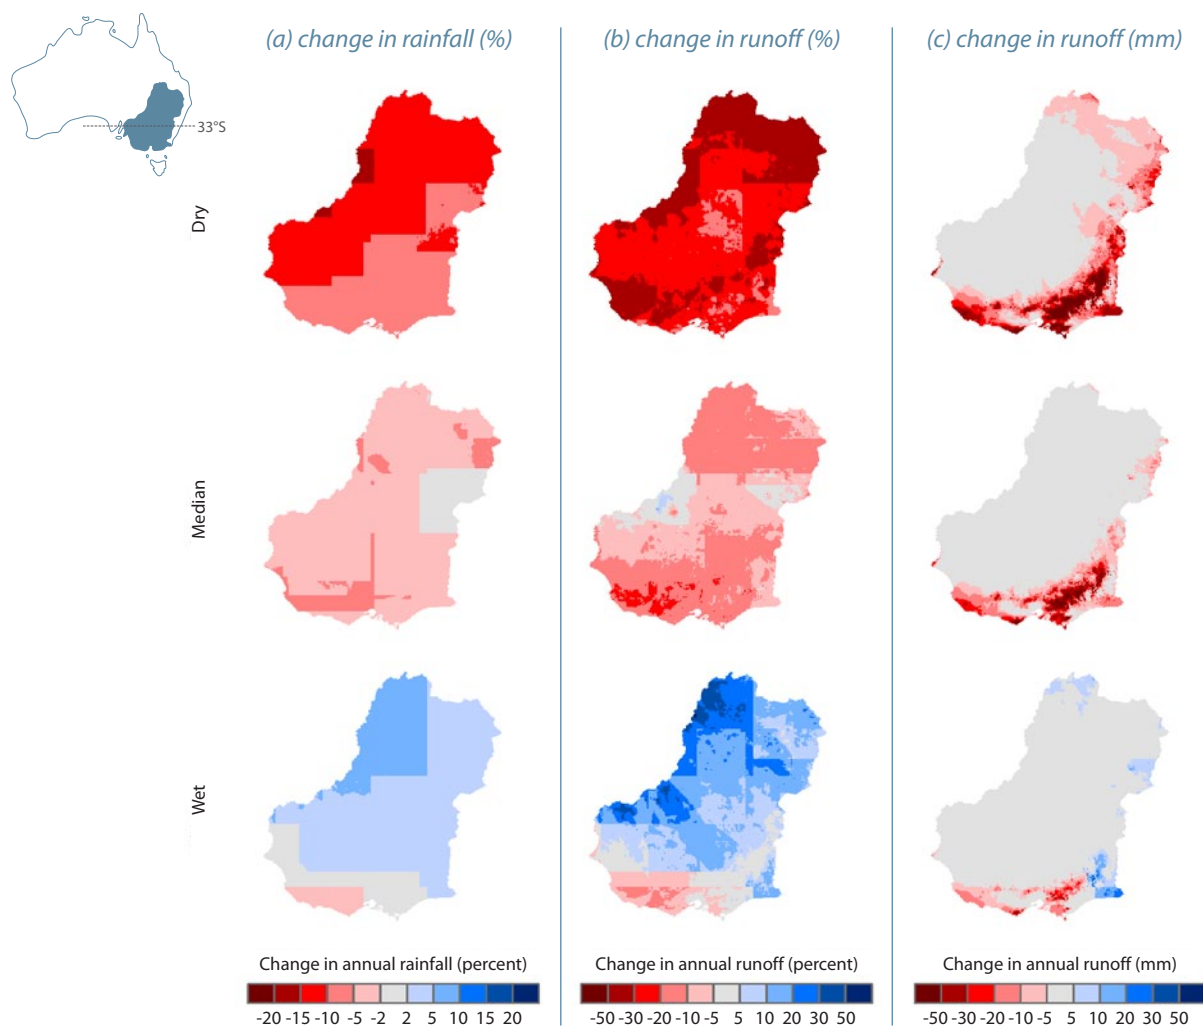 (a) change in rainfall (%)
(b) change in runoff (%)
(c) change in runoff (mm)
33°S
Dry
Median
Wet
Change in annual rainfall (percent)
-20 -15 -10 -5 -2 2 5 10 15 20
Change in annual runoff (percent)
-50 -30 -20 -10 -5 5 10 20 30 50
Change in annual runoff (mm)
-50 -30 -20 -10 -5 5 10 20 30 50